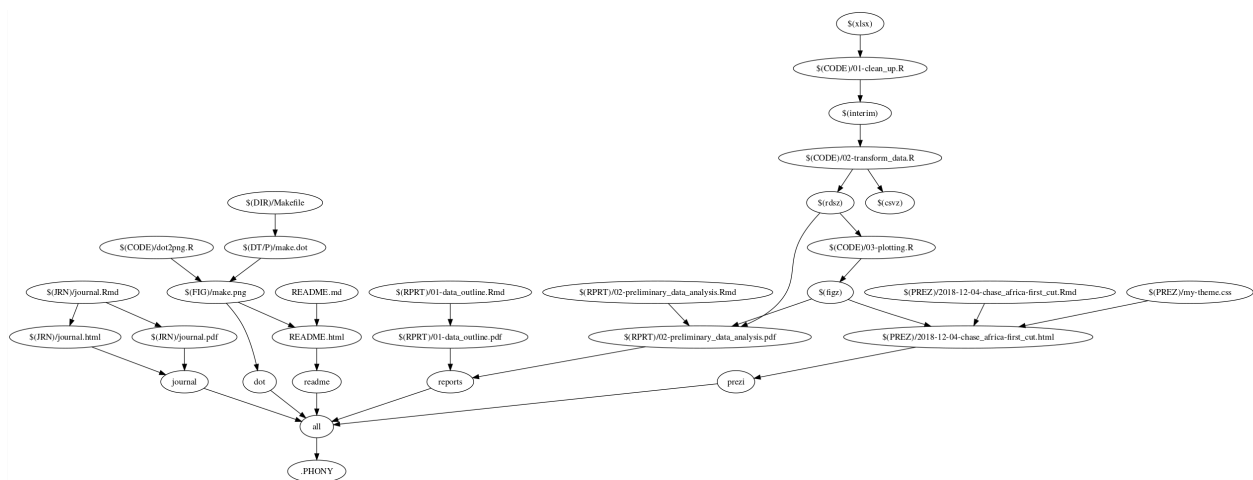 $(xlsx)
$(CODE)/01-clean_up.R
$(interim)
$(CODE)/02-transform_data.R
$(DIR)/Makefile
$(rdsz)
$(csvz)
$(CODE)/dot2png.R
$(DT/P)/make.dot
$(CODE)/03-plotting.R
$(JRN)/journal.Rmd
$(FIG)/make.png
README.md
$(RPRT)/01-data_outline.Rmd
$(RPRT)/02-preliminary_data_analysis.Rmd
$(figz)
$(PREZ)/2018-12-04-chase_africa-first_cut.Rmd
$(PREZ)/my-theme.css
$(JRN)/journal.html
$(JRN)/journal.pdf
README.html
$(RPRT)/01-data_outline.pdf
$(RPRT)/02-preliminary_data_analysis.pdf
$(PREZ)/2018-12-04-chase_africa-first_cut.html
journal
dot
readme
reports
prezi
all
.PHONY